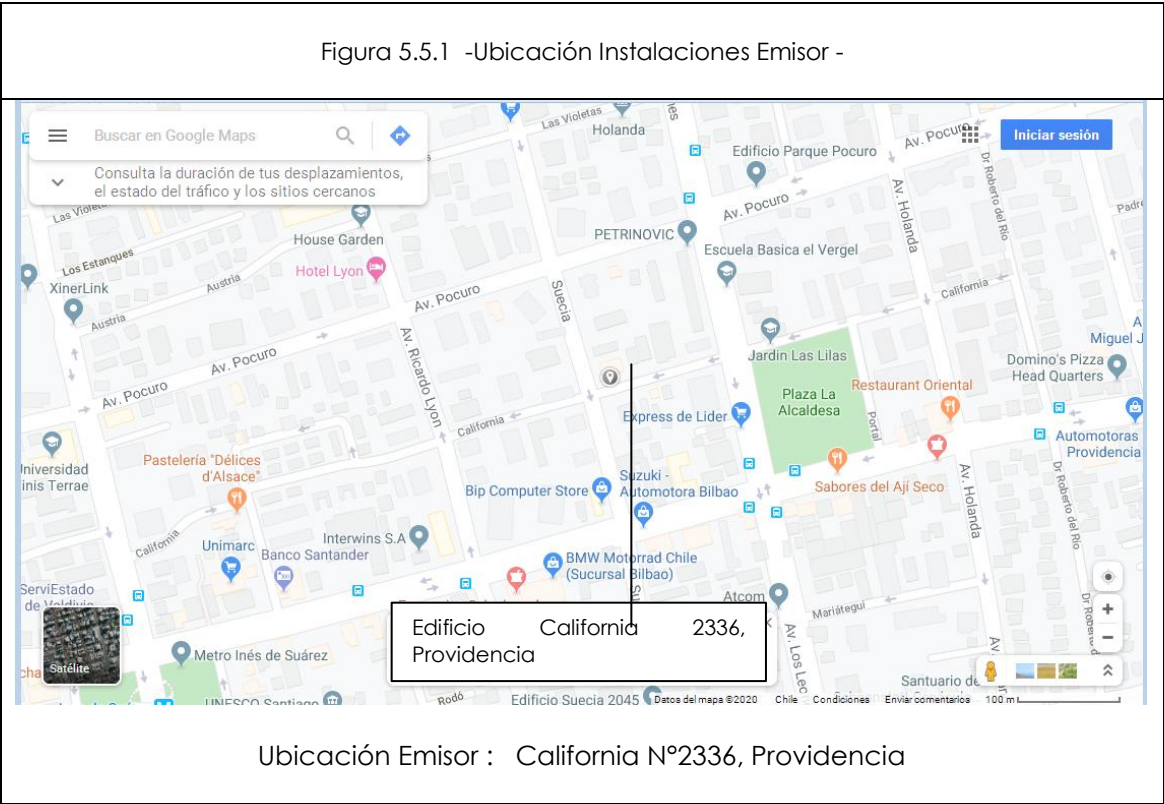 Figura 5.5.1 -Ubicación Instalaciones Emisor -
Buscar en Google Maps
Consulta la duración de tus desplazamientos,
el estado del tráfico y los sitios cercanos
Iniciar sesión
Las Violetas
Holanda
Edificio Parque Pocuro
Av. Pocuro
Dr Roberto del Río
Las
House Garden
Los Estanques
Hotel Lyon
Austria
XinerLink
Austria
PETRINOVIC
Av. Pocuro
Av. Holanda
Escuela Basica el Vergel
Av. Pocuro
Suecia
California
Av. Pocuro
Av. Pocuro
Av. Ricardo Lyon
Jardin Las Lilas
Plaza La
Alcaldesa
Restaurant Oriental
Portal
Domino's Pizza
Head Quarters
Express de Lider
California
Automotoras
Providencia
Pastelería "Délices
d'Alsace"
Bip Computer Store
Suzuki -
Automotora Bilbao
Sabores del Ají Seco
Av. Holanda
Dr Roberto del Río
California
Unimarc
Banco Santander
Interwins S.A
BMW Motorrad Chile
(Sucursal Bilbao)
Atcom
Mariátegui
ServiEstado
Edificio California 2336,
Providencia
Satélite
Metro Inés de Suárez
UNESCO Santiago
Rodó
Edificio Suecia 2045
Santuario de
Datos del mapa ©2020 Chile Condiciones Enviar comentarios 100 m
Ubicación Emisor : California N°2336, Providencia